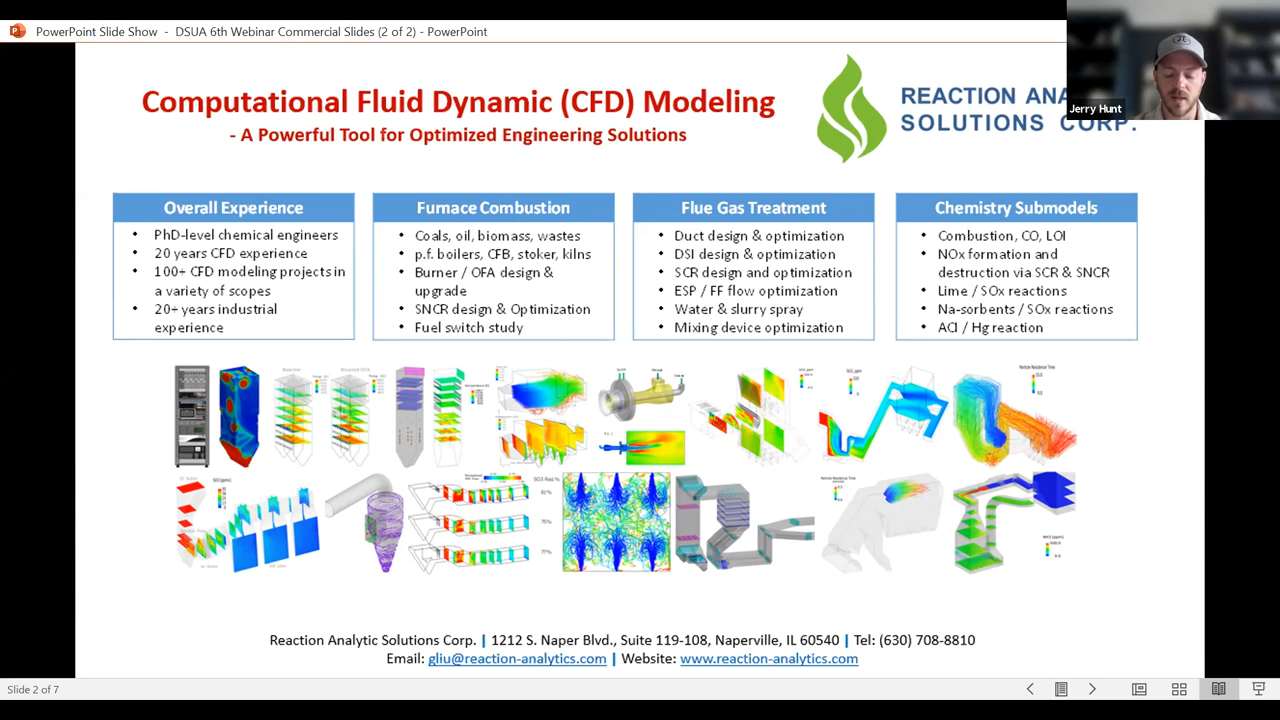 PowerPoint Slide Show - DSUA 6th Webinar Commercial Slides (2 of 2) - PowerPoint
Jerry Hunt
Computational Fluid Dynamic (CFD) Modeling
- A Powerful Tool for Optimized Engineering Solutions
REACTION
SOLUTIONS CORP.
Overall Experience
• PhD-level chemical engineers
• 20 years CFD experience
• 100+ CFD modeling projects in
a variety of scopes
• 20+ years industrial
experience
Furnace Combustion
• Coals, oil, biomass, wastes
• p.f. boilers, CFB, stoker, kilns
• Burner / OFA design &
upgrade
• SNCR design & Optimization
• Fuel switch study
Flue Gas Treatment
• Duct design & optimization
• DSI design & optimization
• SCR design and optimization
• ESP / FF flow optimization
• Water & slurry spray
• Mixing device optimization
Chemistry Submodels
• Combustion, CO, LOI
• NOx formation and
destruction via SCR & SNCR
• Lime / SOx reactions
• Na-sorbents / SOx reactions
• ACI / Hg reaction
Particle Residence Time
SO3 Red.%
Reaction Analytic Solutions Corp. | 1212 S. Naper Blvd., Suite 119-108, Naperville, IL 60540 | Tel: (630) 708-8810
Email: gliu@reaction-analytics.com | Website: www.reaction-analytics.com
Slide 2 of 7